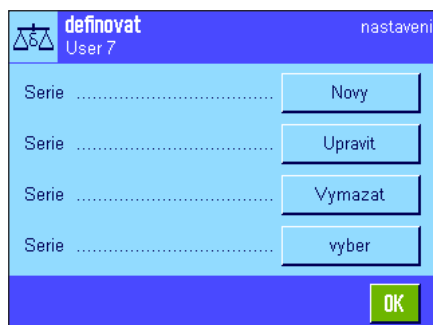 definovat nastaveni
User 7
Serie .................................... Novy
Serie .................................... Upravit
Serie .................................... Vymazat
Serie .................................... vyber
OK